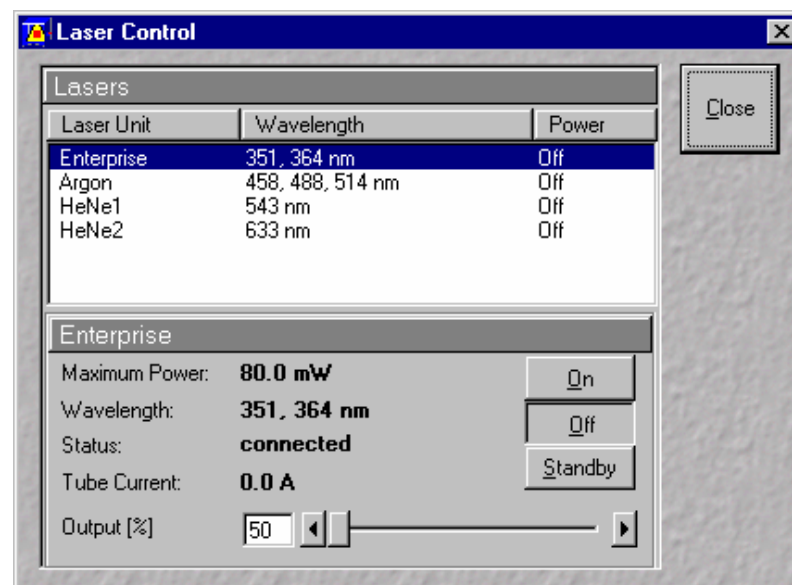 Laser Control
Lasers
Close
Laser Unit Wavelength Power
Enterprise 351, 364 nm Off
Argon 458, 488, 514 nm Off
HeNe1 543 nm Off
HeNe2 633 nm Off
Enterprise
Maximum Power: 80.0 mW
On
Wavelength: 351, 364 nm
Off
Status: connected
Standby
Tube Current: 0.0 A
Output [%] 50